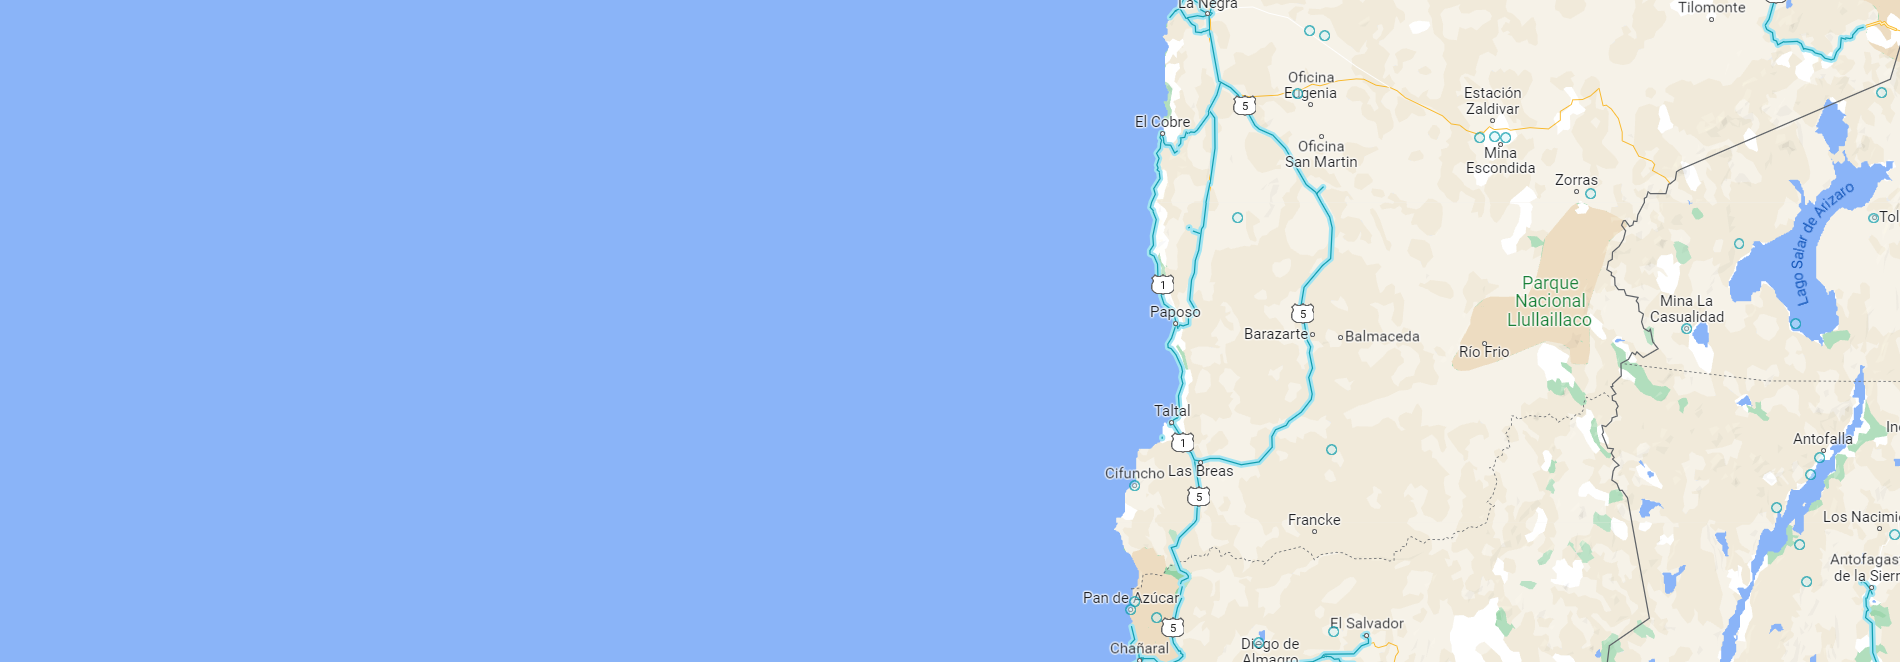 La Negra
Tilomonte
Oficina
Eugenia
5
Estación
Zaldivar
El Cobre
Oficina
San Martin
Mina
Escondida
Zorras
Lago Salar de Arizaro
Parque
Nacional
Llullaillaco
1
Mina La
Casualidad
Paposo
5
Barazarte
Balmaceda
Río Frio
Taltal
1
Antofalla
Cifuncho
Las Breas
5
Francke
Los Nacimi
Antofagas
de la Sierr
Pan de Azúcar
5
El Salvador
Diego de
Almagro
Chañaral